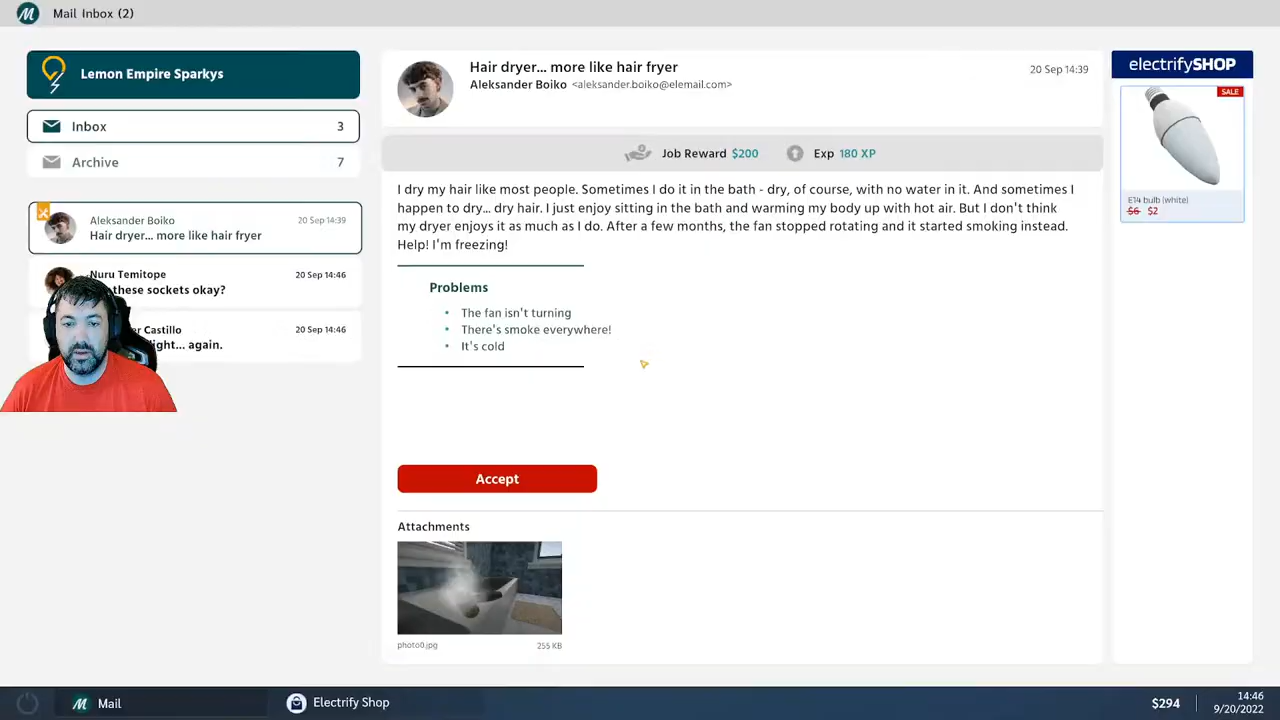 Mail Inbox (2)
Lemon Empire Sparkys
Inbox 3
Archive 7
Aleksander Boiko 20 Sep 14:39
Hair dryer... more like hair fryer
Nuru Temitope 20 Sep 14:46
these sockets okay?
Castillo 20 Sep 14:46
light... again.
Hair dryer... more like hair fryer
Aleksander Boiko <aleksander.boiko@elemail.com>
20 Sep 14:39
Job Reward $200 Exp 180 XP
I dry my hair like most people. Sometimes I do it in the bath - dry, of course, with no water in it. And sometimes I
happen to dry... dry hair. I just enjoy sitting in the bath and warming my body up with hot air. But I don't think
my dryer enjoys it as much as I do. After a few months, the fan stopped rotating and it started smoking instead.
Help! I'm freezing!
Problems
• The fan isn't turning
• There's smoke everywhere!
• It's cold
Accept
Attachments
photo0.jpg 255 KB
electrifySHOP
SALE
E14 bulb (white)
$6 $2
Mail
Electrify Shop
$294
14:46
9/20/2022